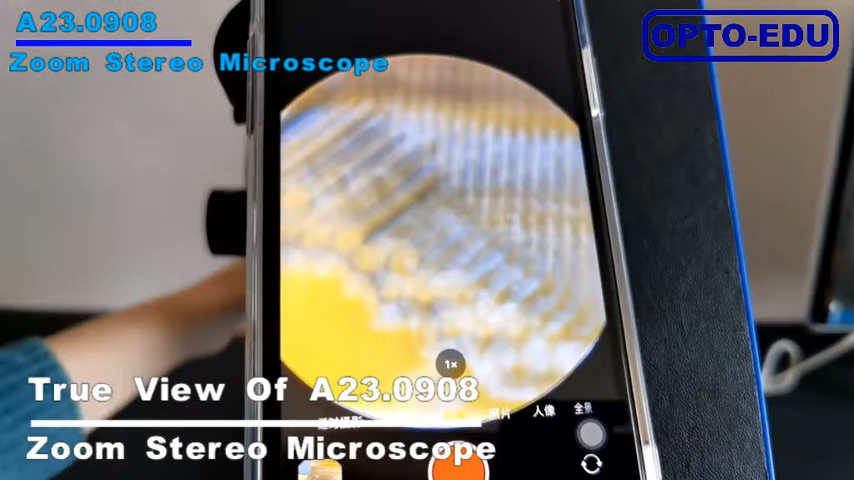 A23.0908
Zoom Stereo Microscope
OPTO-EDU
1×
True View Of A23.0908
照片 人像 全景
Zoom Stereo Microscope